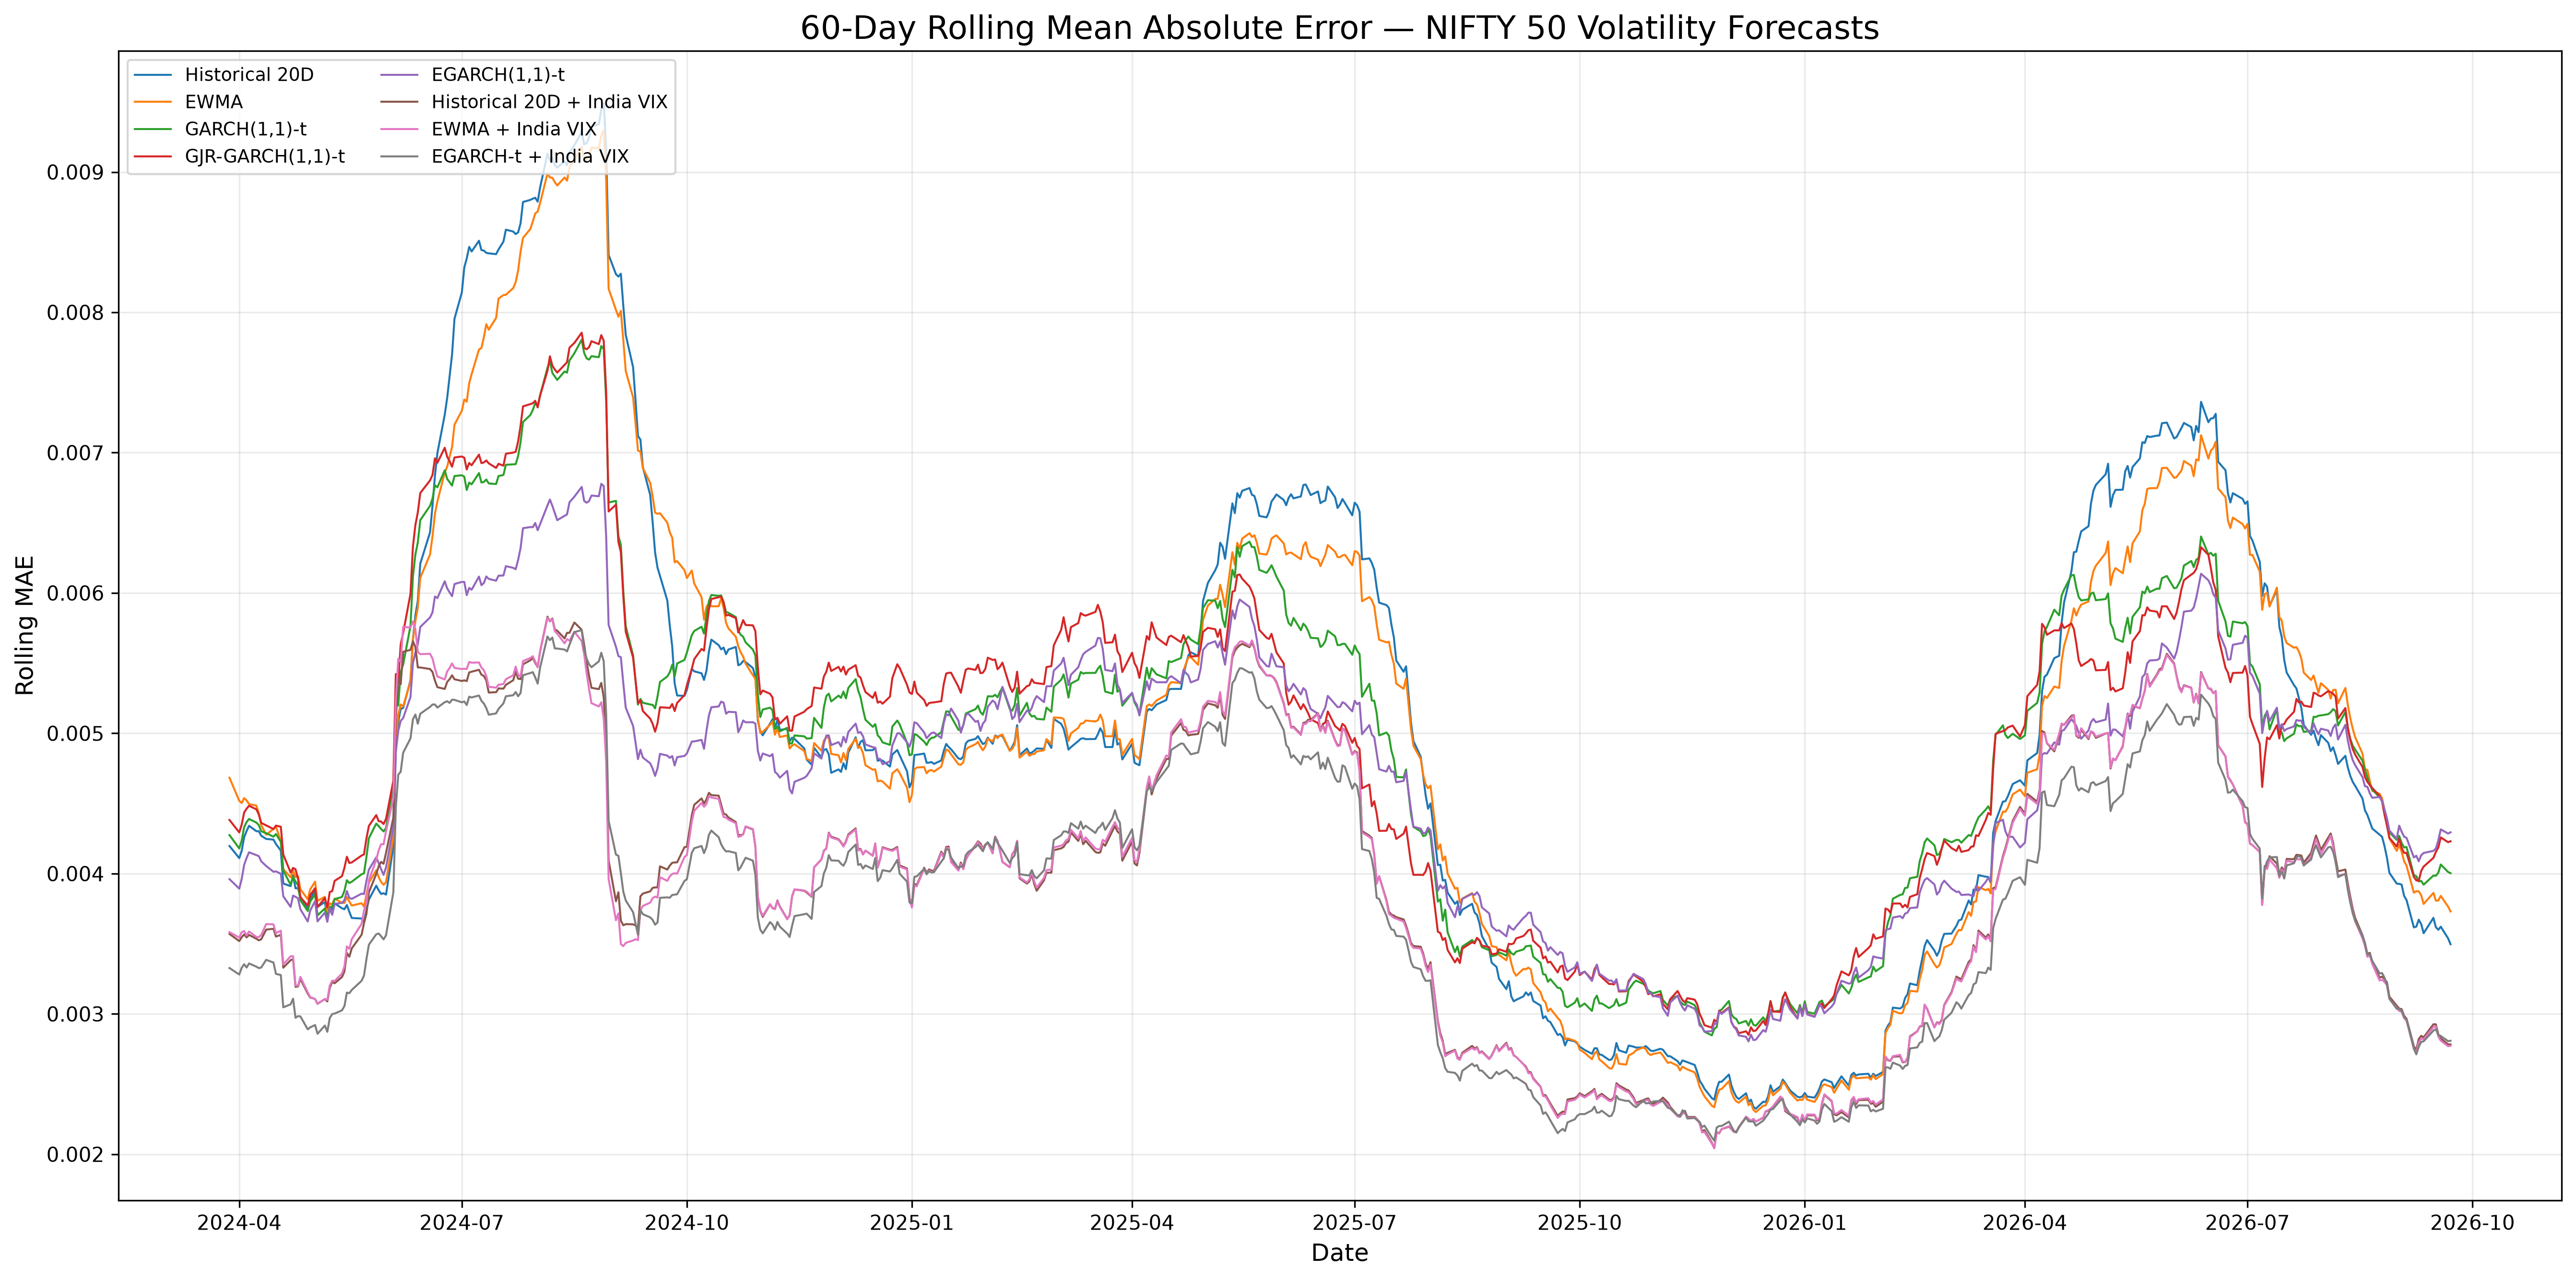 60-Day Rolling Mean Absolute Error — NIFTY 50 Volatility Forecasts
Historical 20D
EWMA
GARCH(1,1)-t
GJR-GARCH(1,1)-t
EGARCH(1,1)-t
Historical 20D + India VIX
EWMA + India VIX
EGARCH-t + India VIX
Rolling MAE
0.009
0.008
0.007
0.006
0.005
0.004
0.003
0.002
2024-04
2024-07
2024-10
2025-01
2025-04
2025-07
2025-10
2026-01
2026-04
2026-07
2026-10
Date